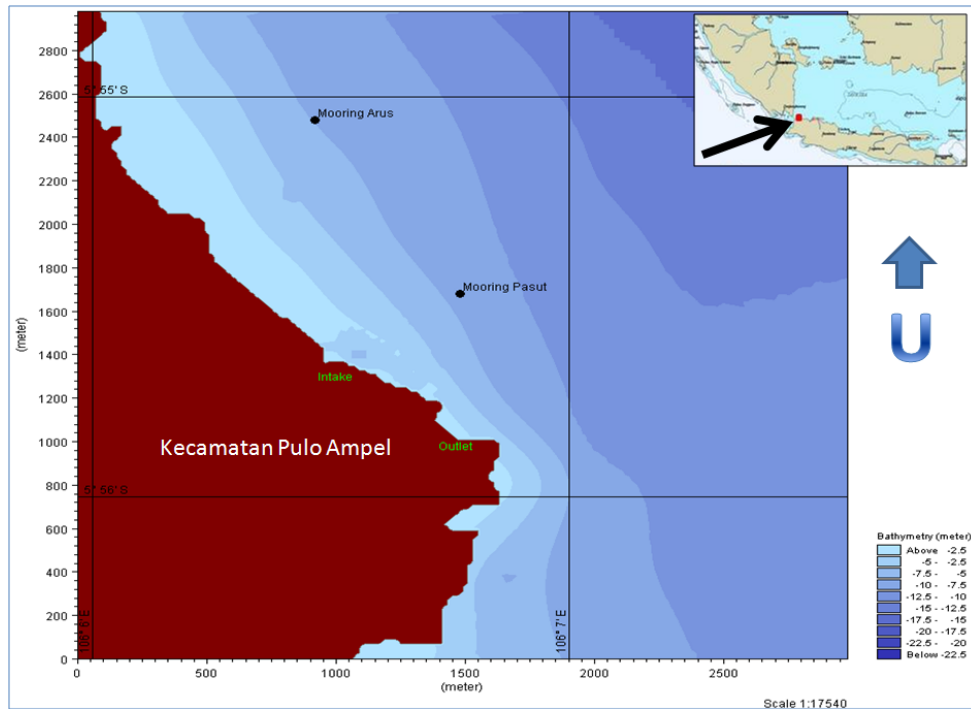 2800
2600
2400
2200
2000
1800
1600
1400
1200
1000
800
600
400
200
0
(meter)
5° 55' S
Mooring Arus
Mooring Pasut
Intake
Outlet
Kecamatan Pulo Ampel
5° 56' S
106° 6' E
106° 7' E
0 500 1000 1500 2000 2500
(meter)
U
Bathymetry (meter)
Above -2.5
-5 - -2.5
-7.5 - -5
-10 - -7.5
-12.5 - -10
-15 - -12.5
-17.5 - -15
-20 - -17.5
-22.5 - -20
Below -22.5
Scale 1:17540